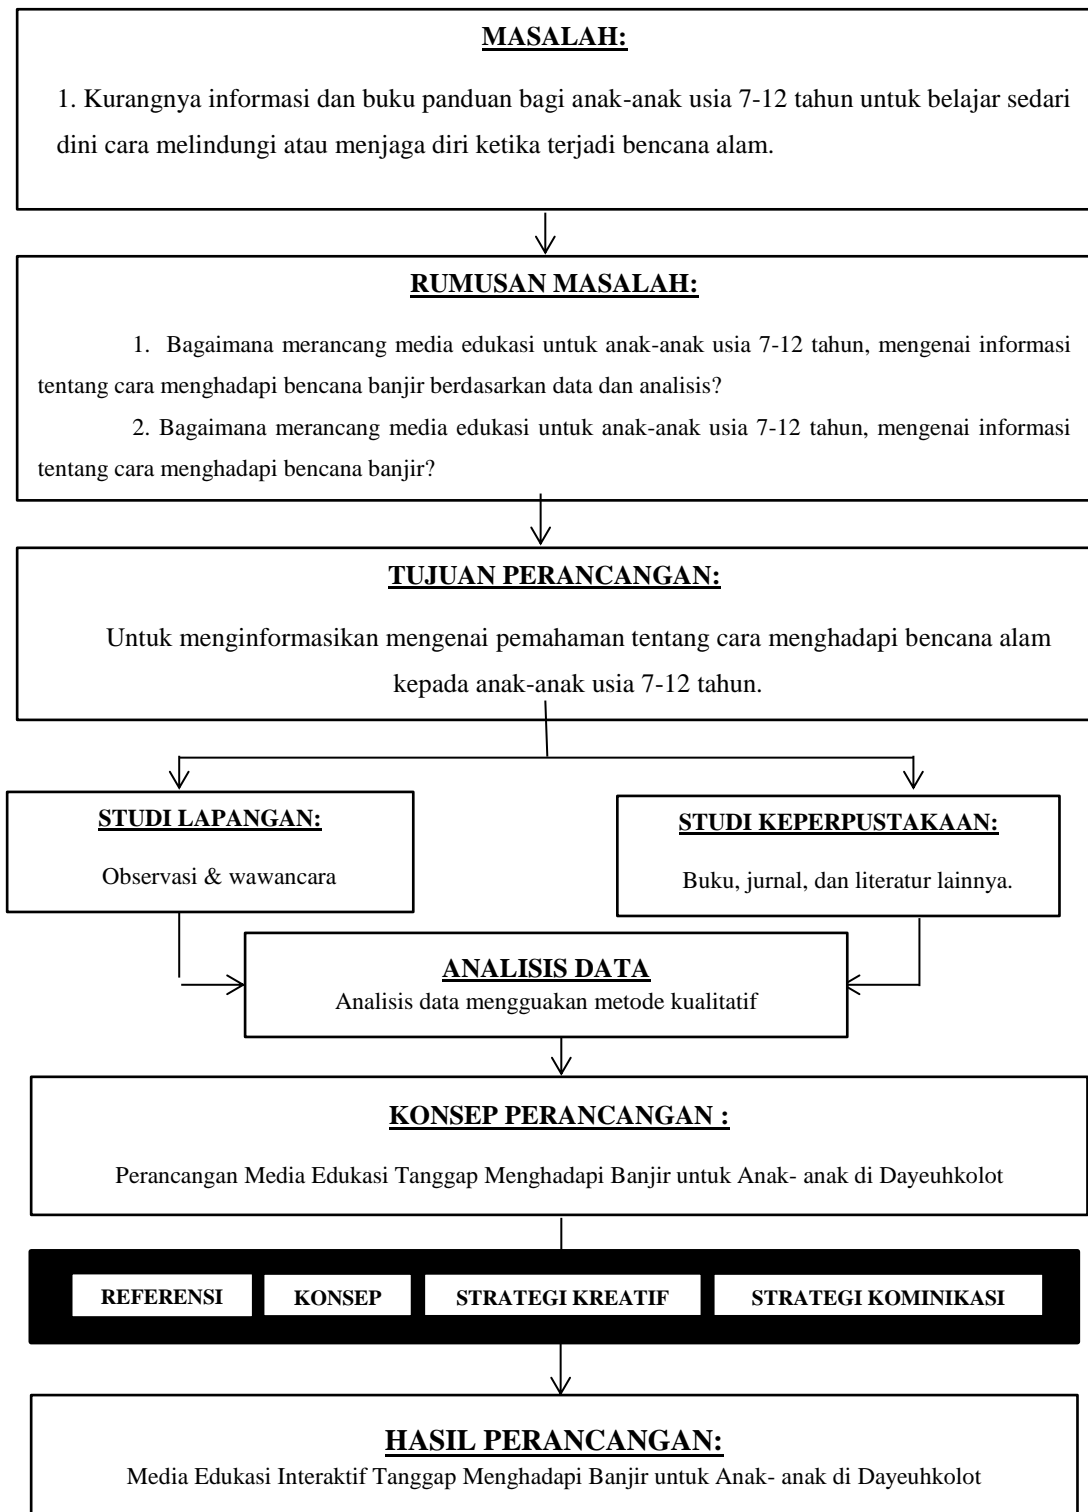 MASALAH:
1. Kurangnya informasi dan buku panduan bagi anak-anak usia 7-12 tahun untuk belajar sedari
dini cara melindungi atau menjaga diri ketika terjadi bencana alam.
RUMUSAN MASALAH:
1. Bagaimana merancang media edukasi untuk anak-anak usia 7-12 tahun, mengenai informasi
tentang cara menghadapi bencana banjir berdasarkan data dan analisis?
2. Bagaimana merancang media edukasi untuk anak-anak usia 7-12 tahun, mengenai informasi
tentang cara menghadapi bencana banjir?
TUJUAN PERANCANGAN:
Untuk menginformasikan mengenai pemahaman tentang cara menghadapi bencana alam
kepada anak-anak usia 7-12 tahun.
STUDI LAPANGAN:
Observasi & wawancara
STUDI KEPERPUSTAKAAN:
Buku, jurnal, dan literatur lainnya.
ANALISIS DATA
Analisis data mengguakan metode kualitatif
KONSEP PERANCANGAN :
Perancangan Media Edukasi Tanggap Menghadapi Banjir untuk Anak- anak di Dayeuhkolot
REFERENSI
KONSEP
STRATEGI KREATIF
STRATEGI KOMINIKASI
HASIL PERANCANGAN:
Media Edukasi Interaktif Tanggap Menghadapi Banjir untuk Anak- anak di Dayeuhkolot